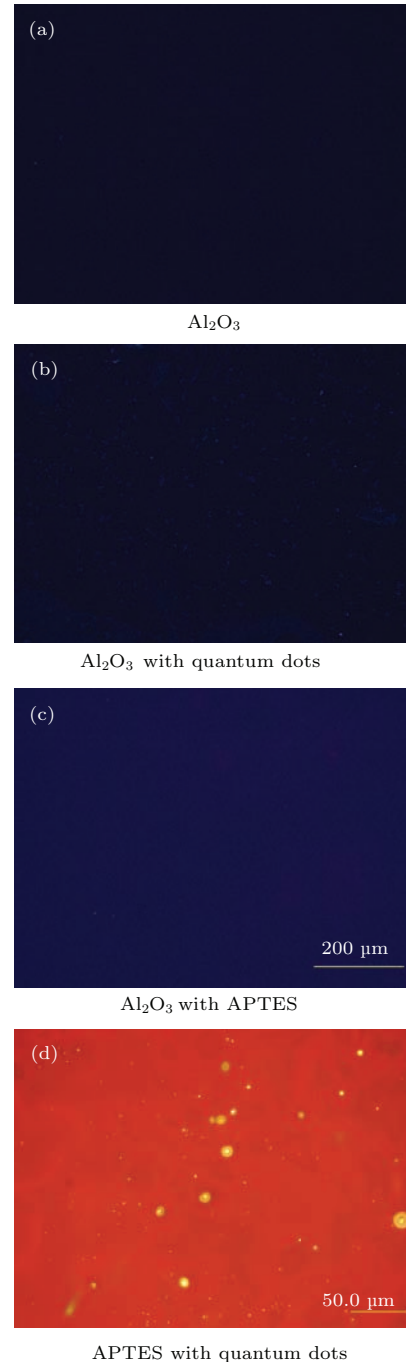 (a)
Al₂O₃
(b)
Al₂O₃ with quantum dots
(c)
200 µm
Al₂O₃ with APTES
(d)
50.0 µm
APTES with quantum dots